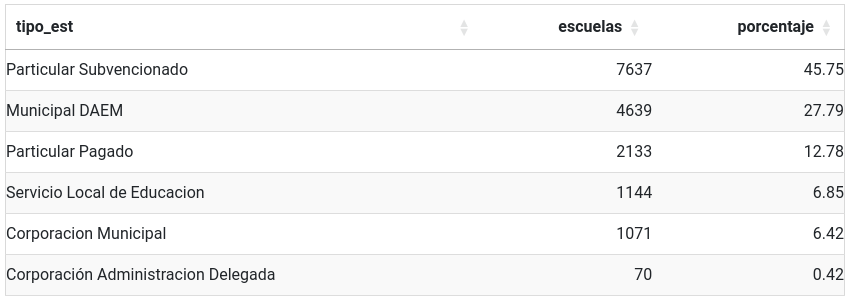 tipo_est escuelas porcentaje
Particular Subvencionado 7637 45.75
Municipal DAEM 4639 27.79
Particular Pagado 2133 12.78
Servicio Local de Educacion 1144 6.85
Corporacion Municipal 1071 6.42
Corporación Administracion Delegada 70 0.42